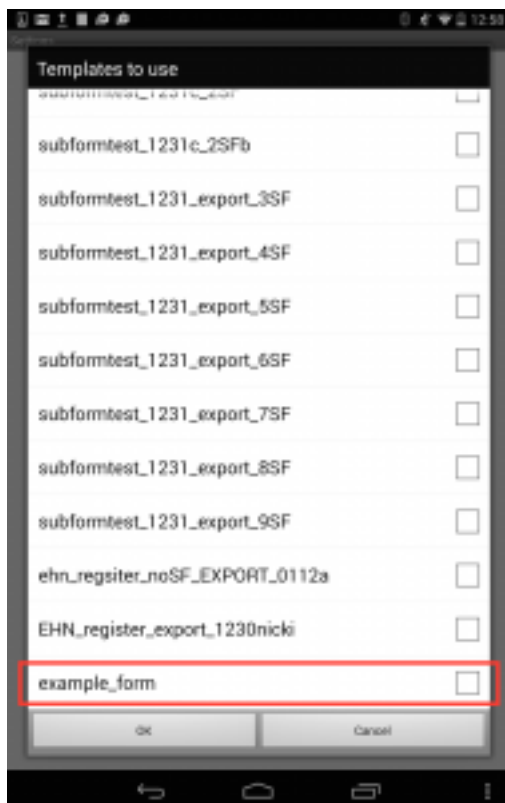 12:50
Templates to use
subformtest_1231c_2SFb
subformtest_1231_export_3SF
subformtest_1231_export_4SF
subformtest_1231_export_5SF
subformtest_1231_export_6SF
subformtest_1231_export_7SF
subformtest_1231_export_8SF
subformtest_1231_export_9SF
ehn_regsiter_noSF_EXPORT_0112a
EHN_register_export_1230nicki
example_form
OK Cancel